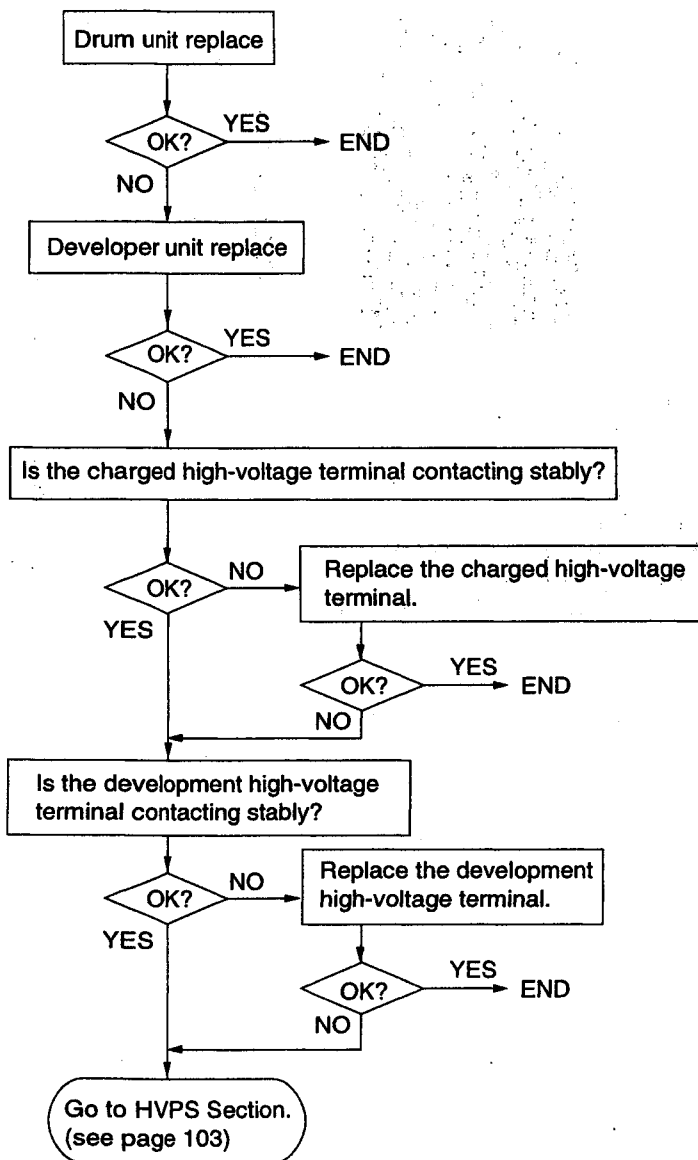 Drum unit replace
OK?
YES
END
NO
Developer unit replace
OK?
YES
END
NO
Is the charged high-voltage terminal contacting stably?
OK?
NO
Replace the charged high-voltage
terminal.
YES
OK?
YES
END
NO
Is the development high-voltage
terminal contacting stably?
OK?
NO
Replace the development
high-voltage terminal.
YES
OK?
YES
END
NO
Go to HVPS Section.
(see page 103)